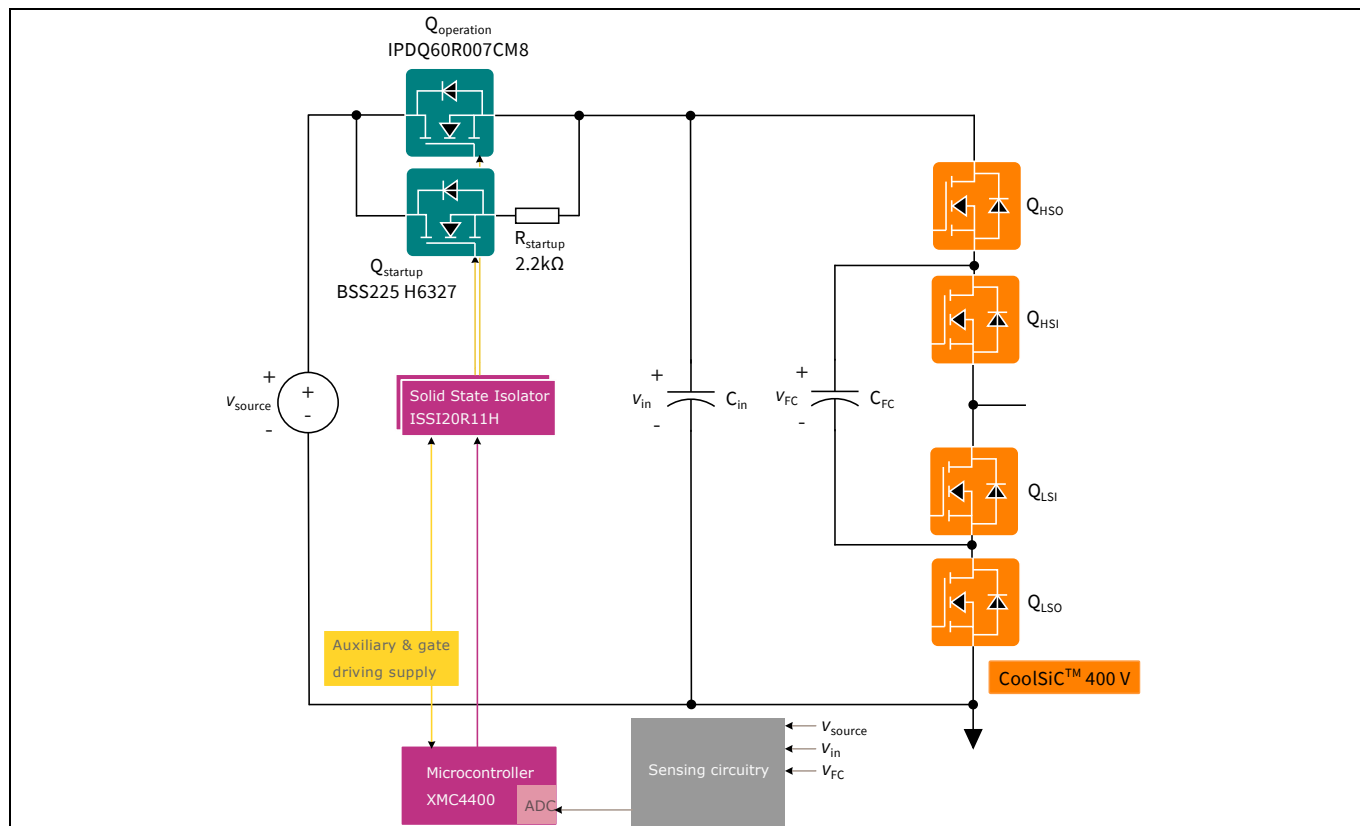 Qoperation
IPDQ60R007CM8
Rstartup
2.2kΩ
Qstartup
BSS225 H6327
QHSO
QHSI
QLSI
QLSO
CoolSiC™ 400 V
+
vsource
-
+
-
Solid State Isolator
ISSI20R11H
+
vin
-
Cin
+
vFC
-
CFC
Auxiliary & gate
driving supply
Microcontroller
XMC4400
ADC
Sensing circuitry
vsource
vin
vFC